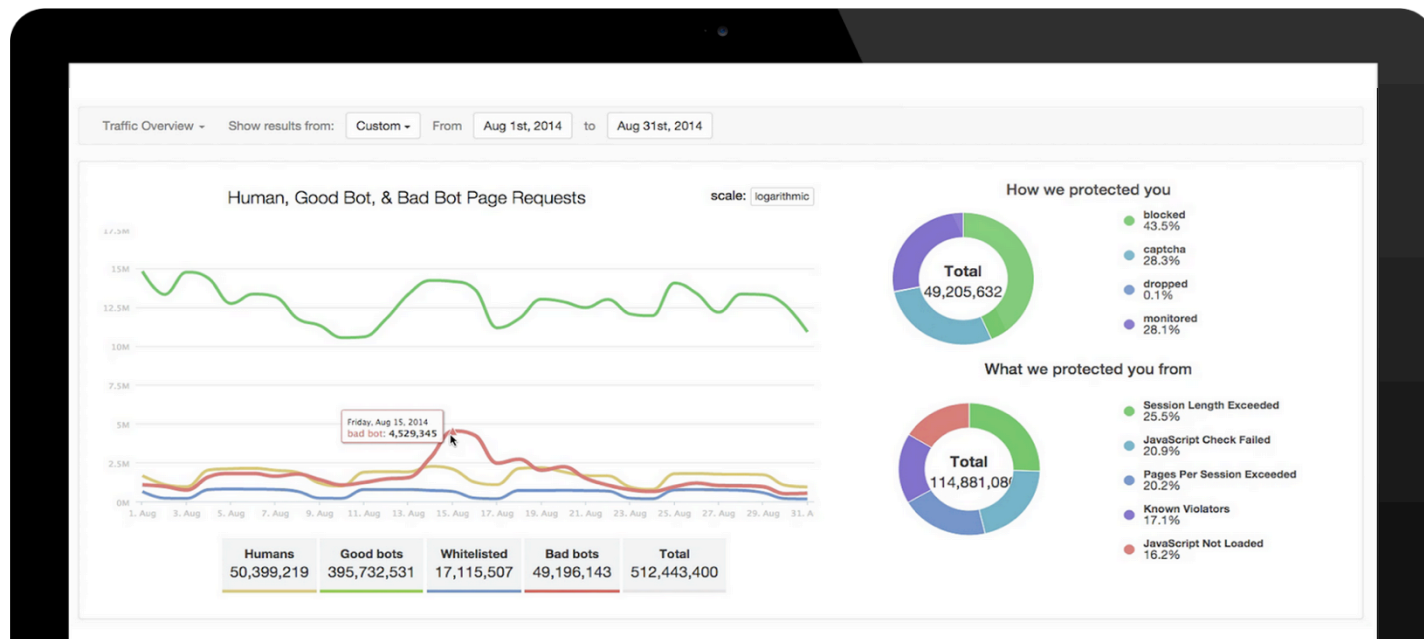 Traffic Overview Show results from: Custom From Aug 1st, 2014 to Aug 31st, 2014
Human, Good Bot, & Bad Bot Page Requests
scale: logarithmic
17.5M
15M
12.5M
10M
7.5M
5M
2.5M
0M
Friday, Aug 15, 2014
bad bot: 4,529,345
1. Aug 3. Aug 5. Aug 7. Aug 9. Aug 11. Aug 13. Aug 15. Aug 17. Aug 19. Aug 21. Aug 23. Aug 25. Aug 27. Aug 29. Aug 31. A
Humans Good bots Whitelisted Bad bots Total
50,399,219 395,732,531 17,115,507 49,196,143 512,443,400
How we protected you
Total
49,205,632
blocked
43.5%
captcha
28.3%
dropped
0.1%
monitored
28.1%
What we protected you from
Total
114,881,08
Session Length Exceeded
25.5%
JavaScript Check Failed
20.9%
Pages Per Session Exceeded
20.2%
Known Violators
17.1%
JavaScript Not Loaded
16.2%